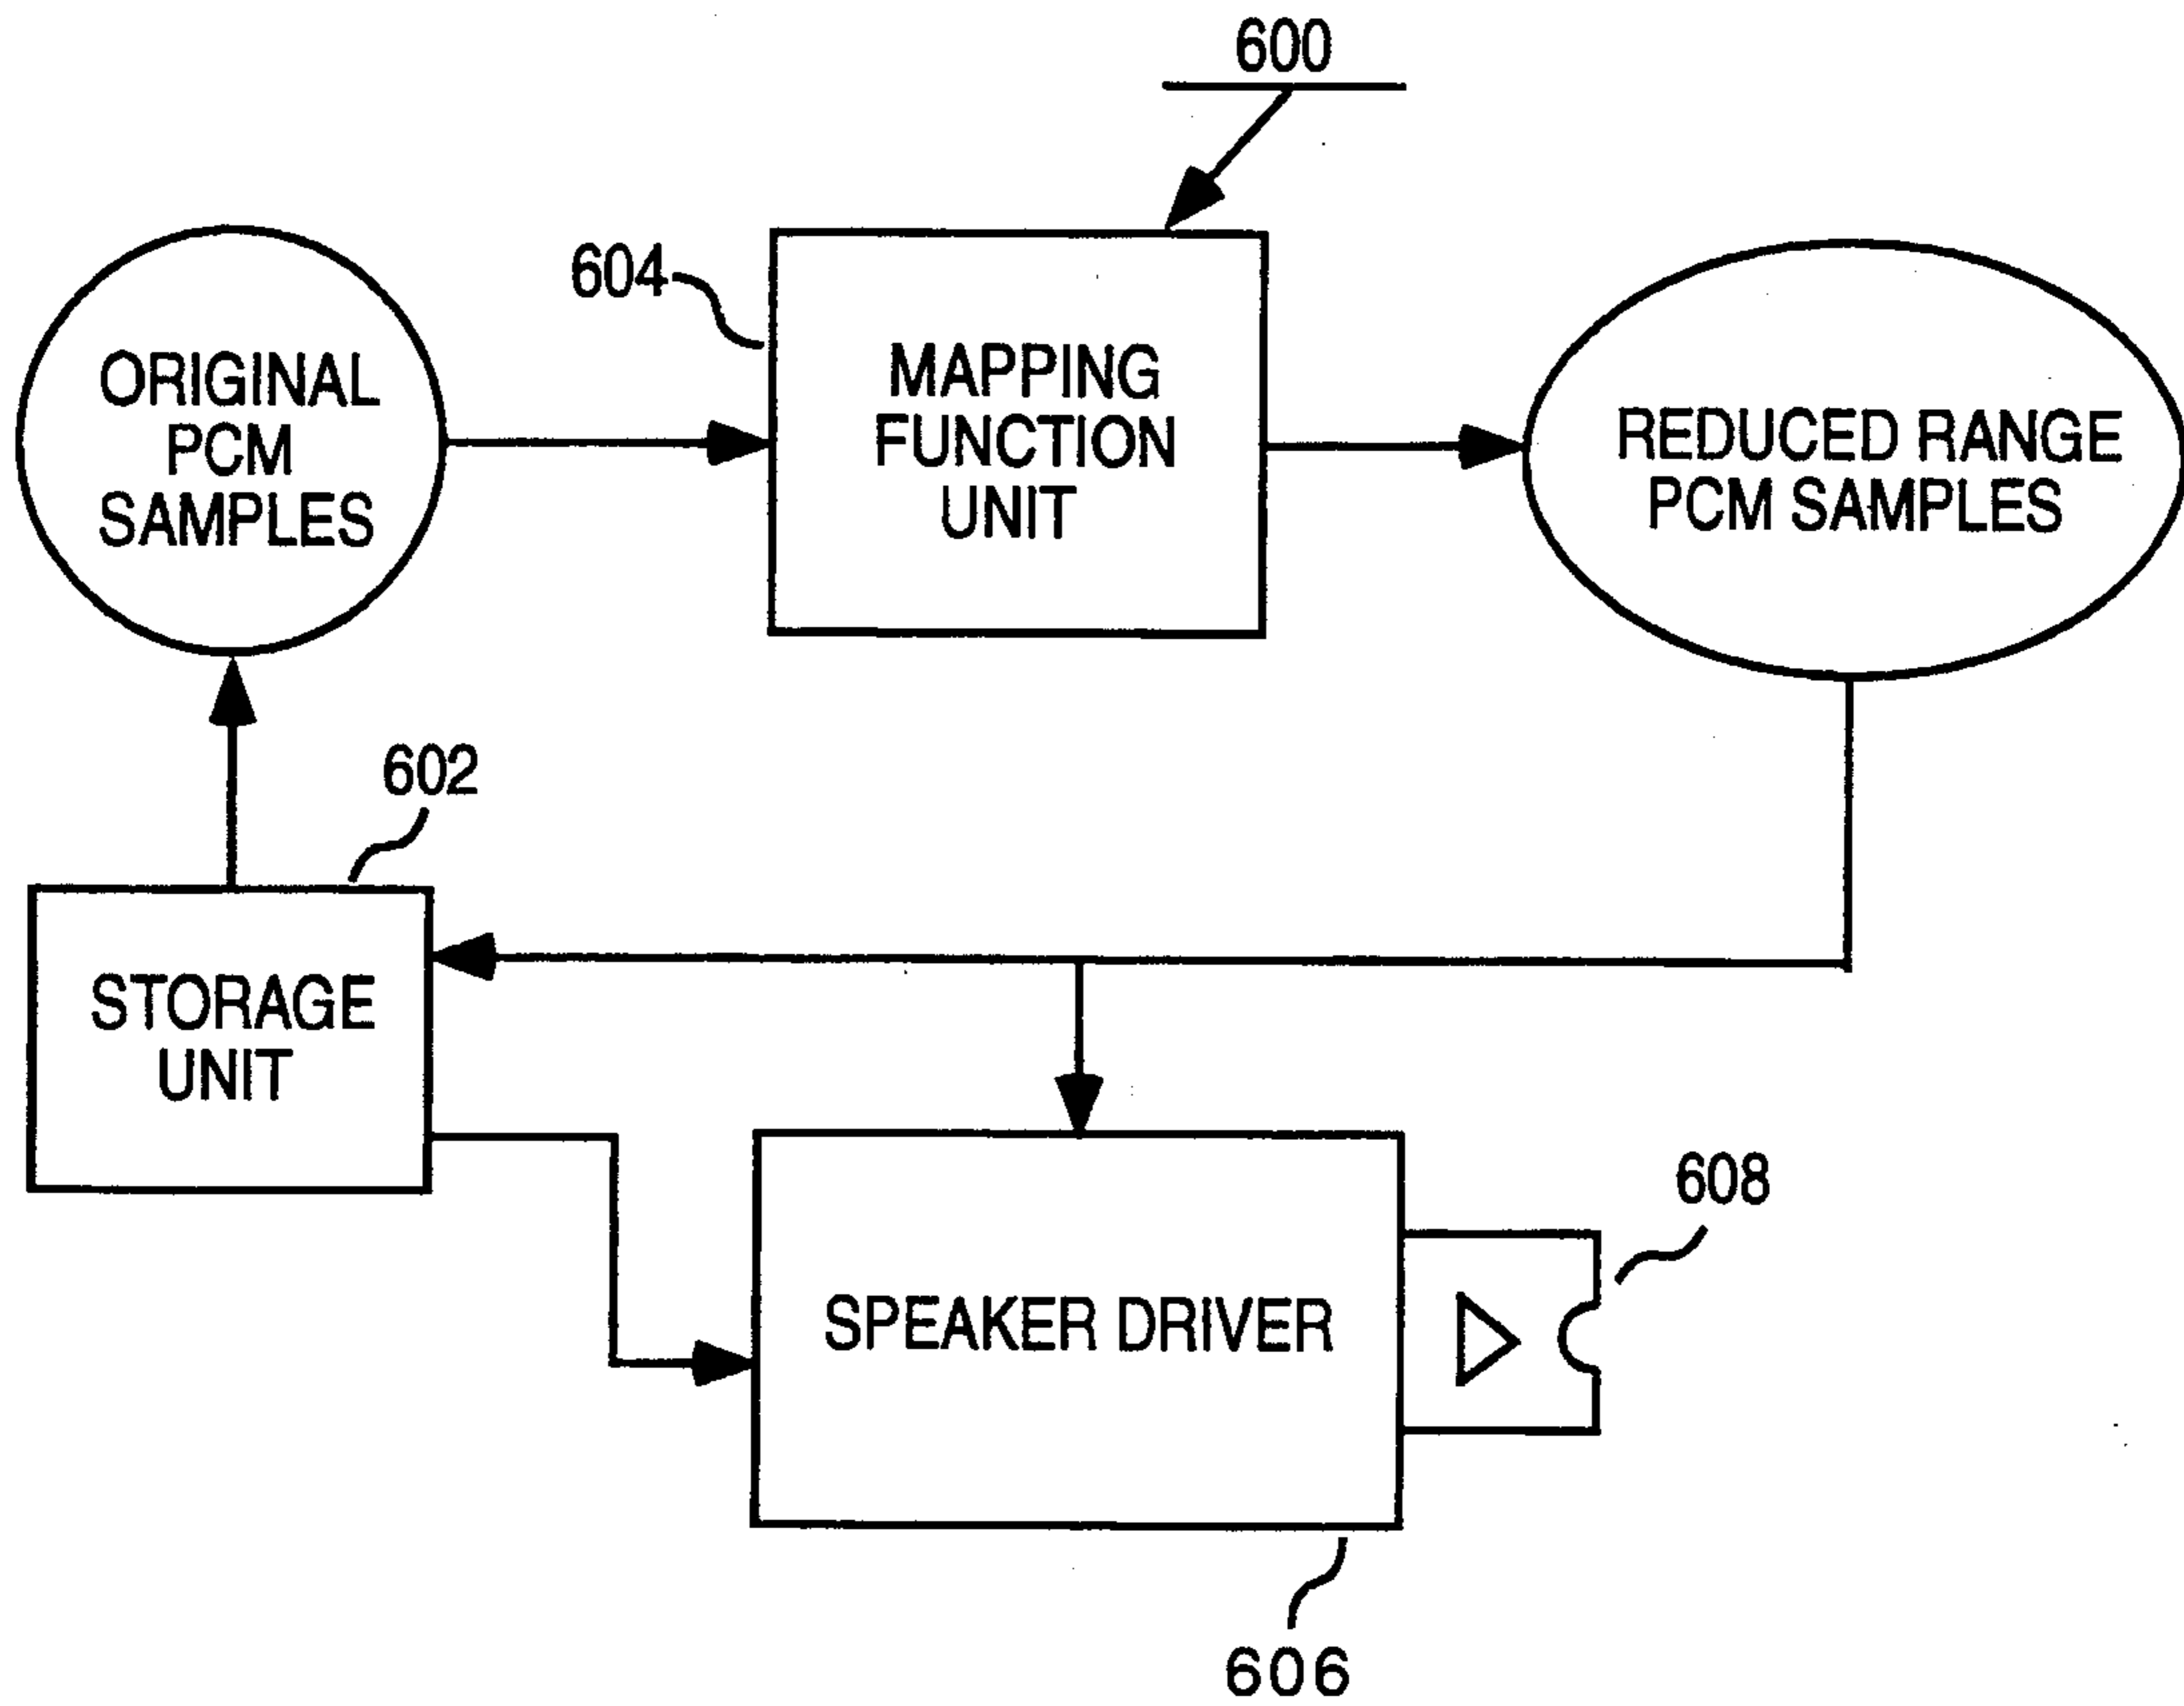 600
604
ORIGINAL
PCM
SAMPLES
MAPPING
FUNCTION
UNIT
REDUCED RANGE
PCM SAMPLES
602
STORAGE
UNIT
608
SPEAKER DRIVER
606